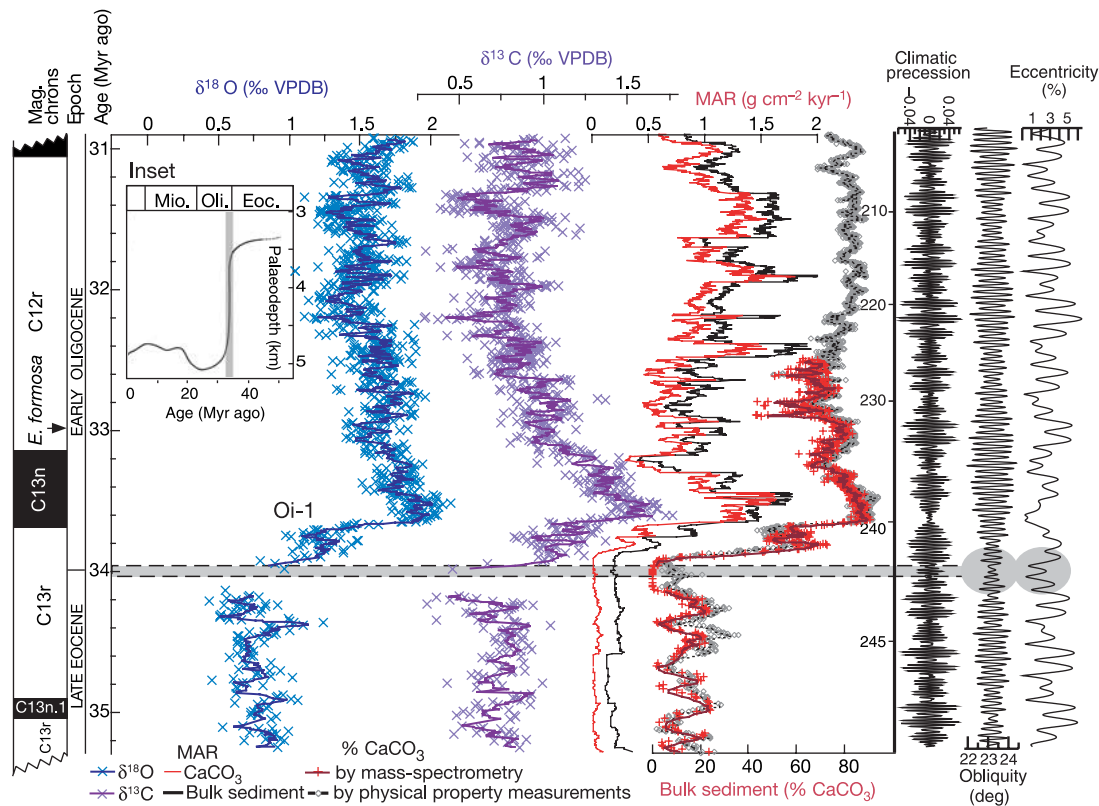 Mag. chrons
Epoch
Age (Myr ago)
δ18 O (‰ VPDB)
0 0.5 1 1.5 2
δ13 C (‰ VPDB)
0.5 1 1.5
MAR (g cm−2 kyr−1)
0 0.5 1 1.5 2
Climatic precession
−0.04 0 0.04
Eccentricity (%)
1 3 5
31
32
33
34
35
C12r
E. formosa
C13n
C13r
C13n.1
C13r
EARLY OLIGOCENE
LATE EOCENE
Inset
Mio. Oli. Eoc.
3
4
5
Palaeodepth (km)
0 20 40
Age (Myr ago)
Oi-1
210
220
230
240
245
22 23 24
Obliquity (deg)
0 20 40 60 80
Bulk sediment (% CaCO3)
δ18O
δ13C
MAR
CaCO3
Bulk sediment
% CaCO3
by mass-spectrometry
by physical property measurements